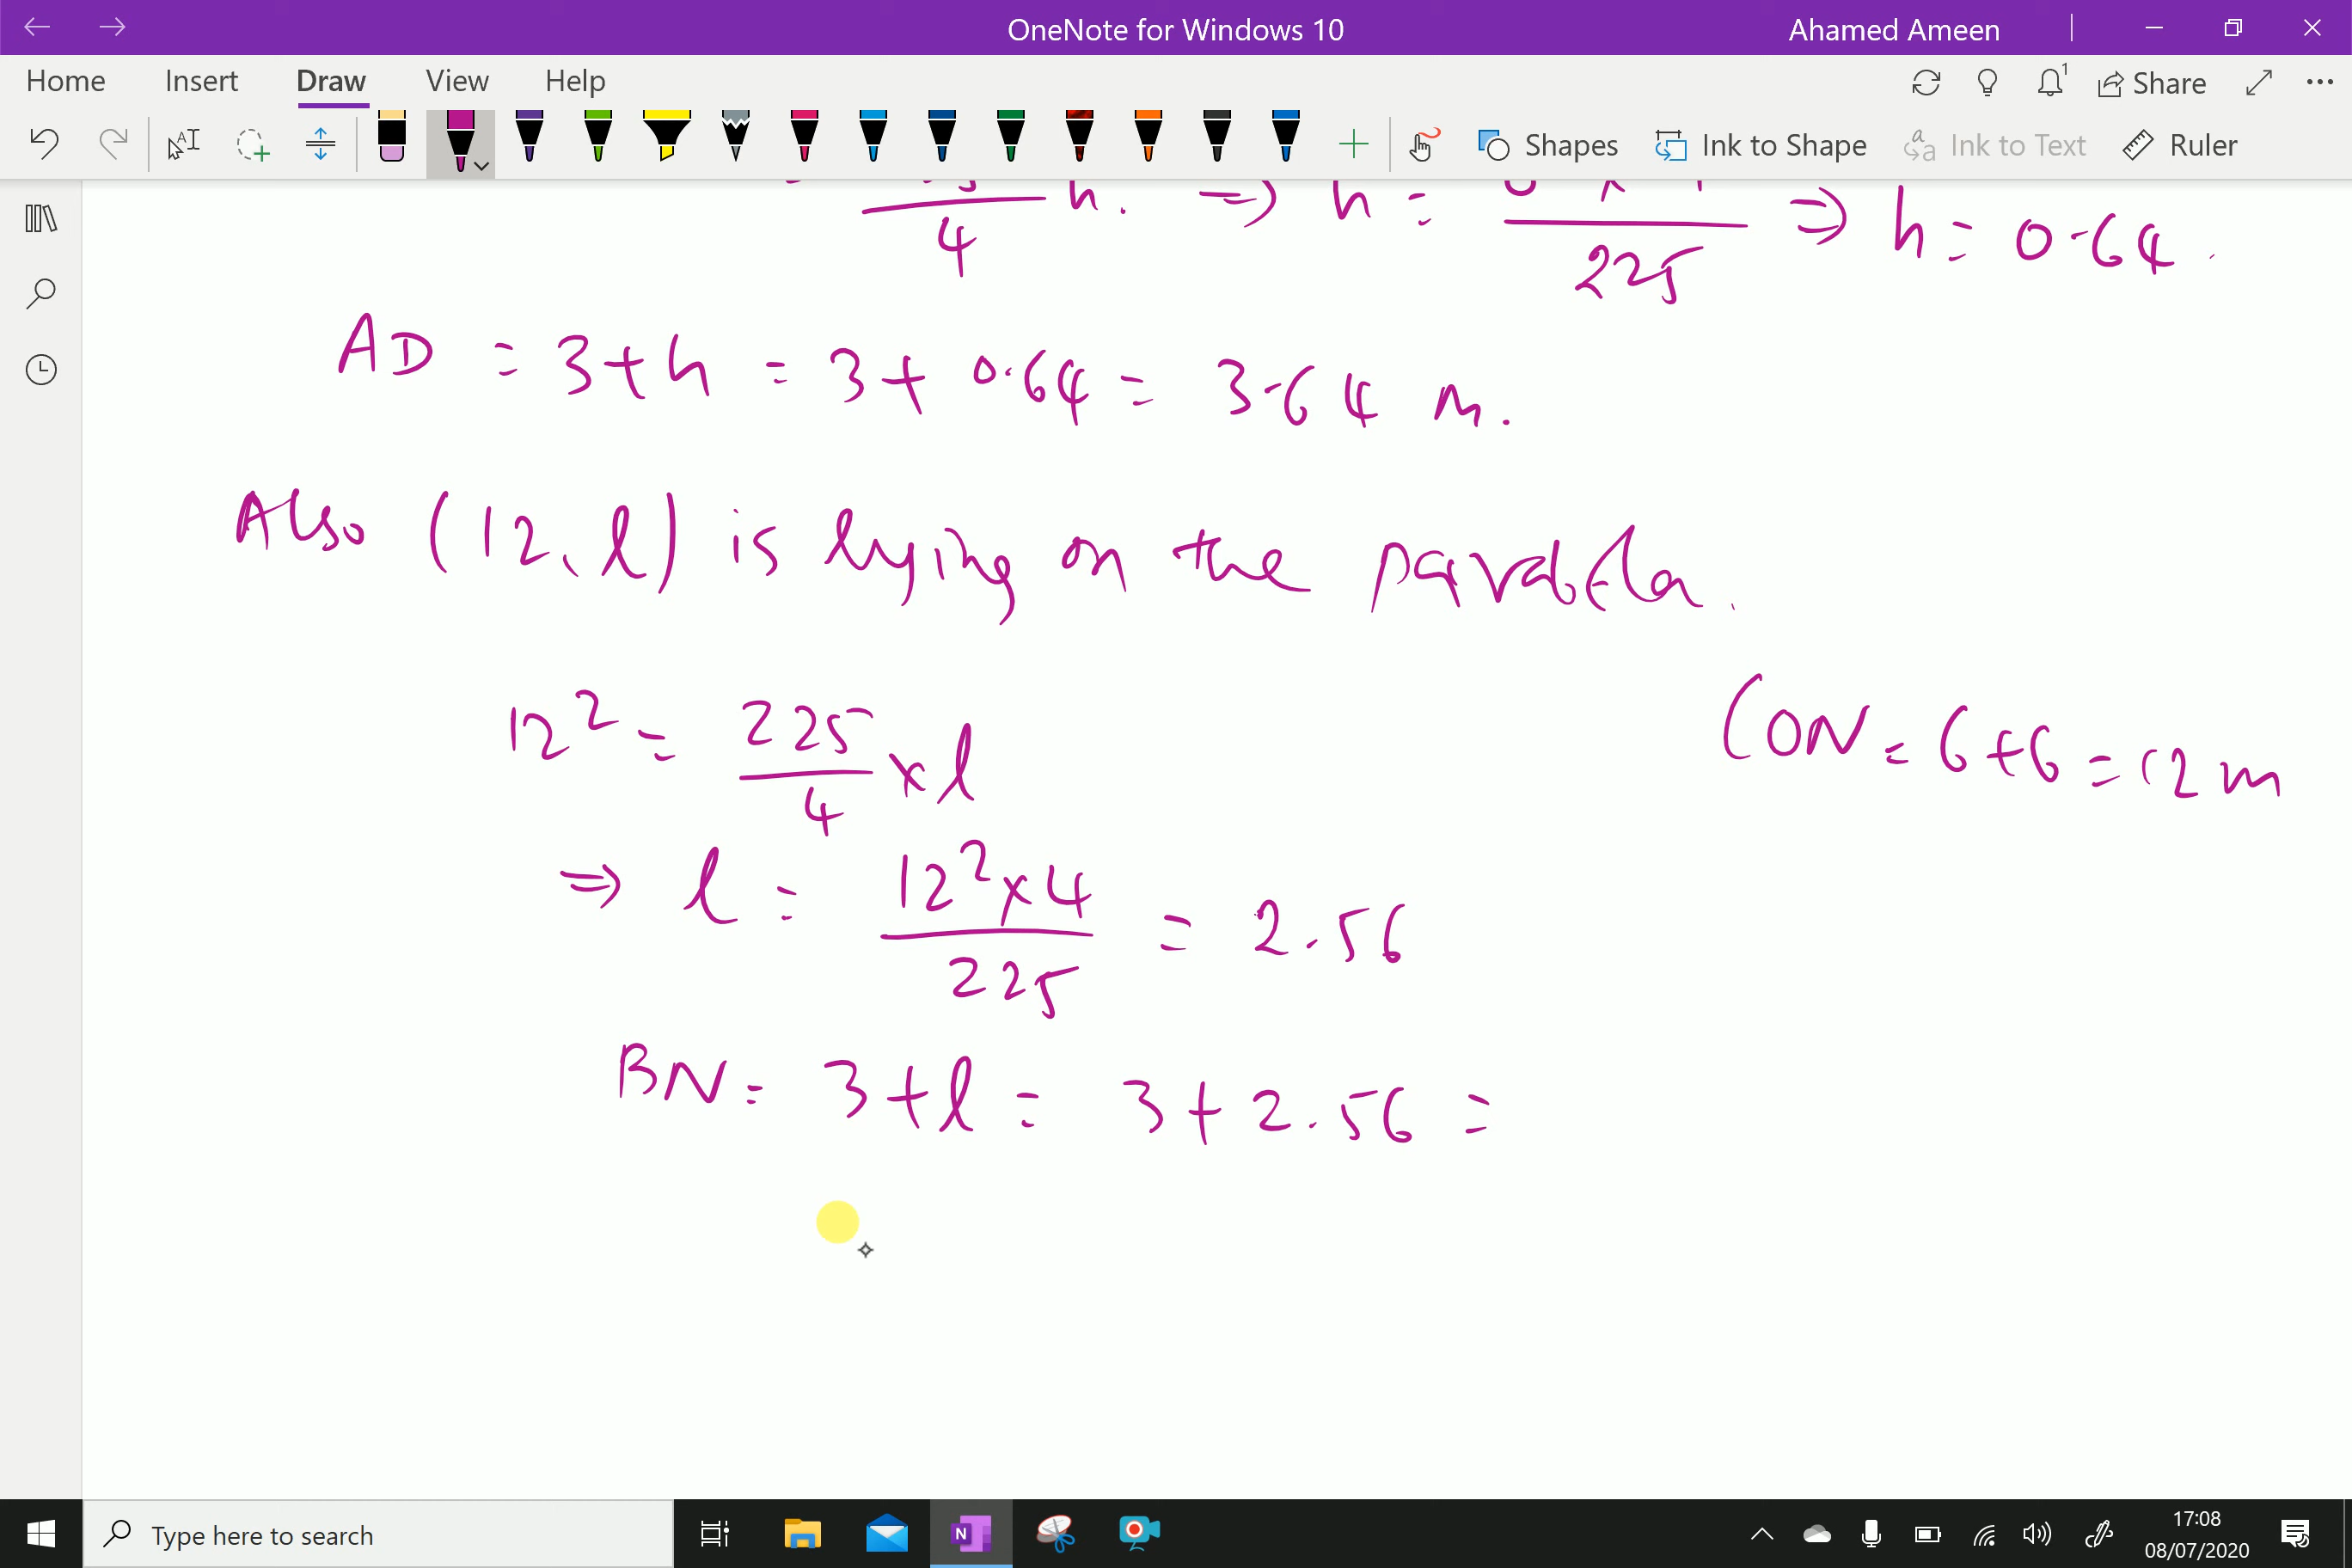 OneNote for Windows 10 Ahamed Ameen
Home Insert Draw View Help 1 Share
Shapes Ink to Shape Ink to Text Ruler
4 h. ⇒ h = 225 ⇒ h = 0.64.
AD = 3+h = 3+ 0.64 = 3.64 m.
Also (12, l) is lying on the parabola.
12² = 225/4 × l
(ON = 6+6 = 12 m
⇒ l = 12² × 4 / 225 = 2.56
BN = 3+l = 3+2.56 =
Type here to search
17:08
08/07/2020